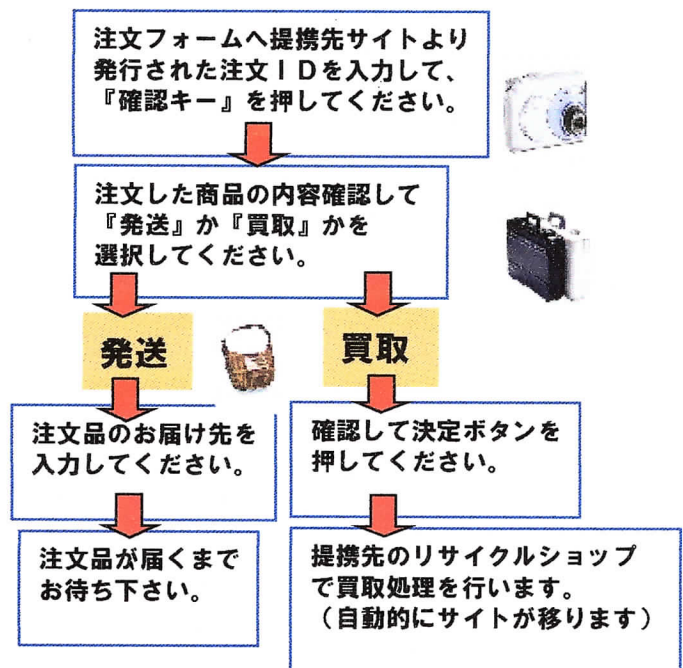 注文フォームへ提携先サイトより
発行された注文ＩＤを入力して、
『確認キー』を押してください。
注文した商品の内容確認して
『発送』か『買取』かを
選択してください。
発送
買取
注文品のお届け先を
入力してください。
確認して決定ボタンを
押してください。
注文品が届くまで
お待ち下さい。
提携先のリサイクルショップ
で買取処理を行います。
（自動的にサイトが移ります）